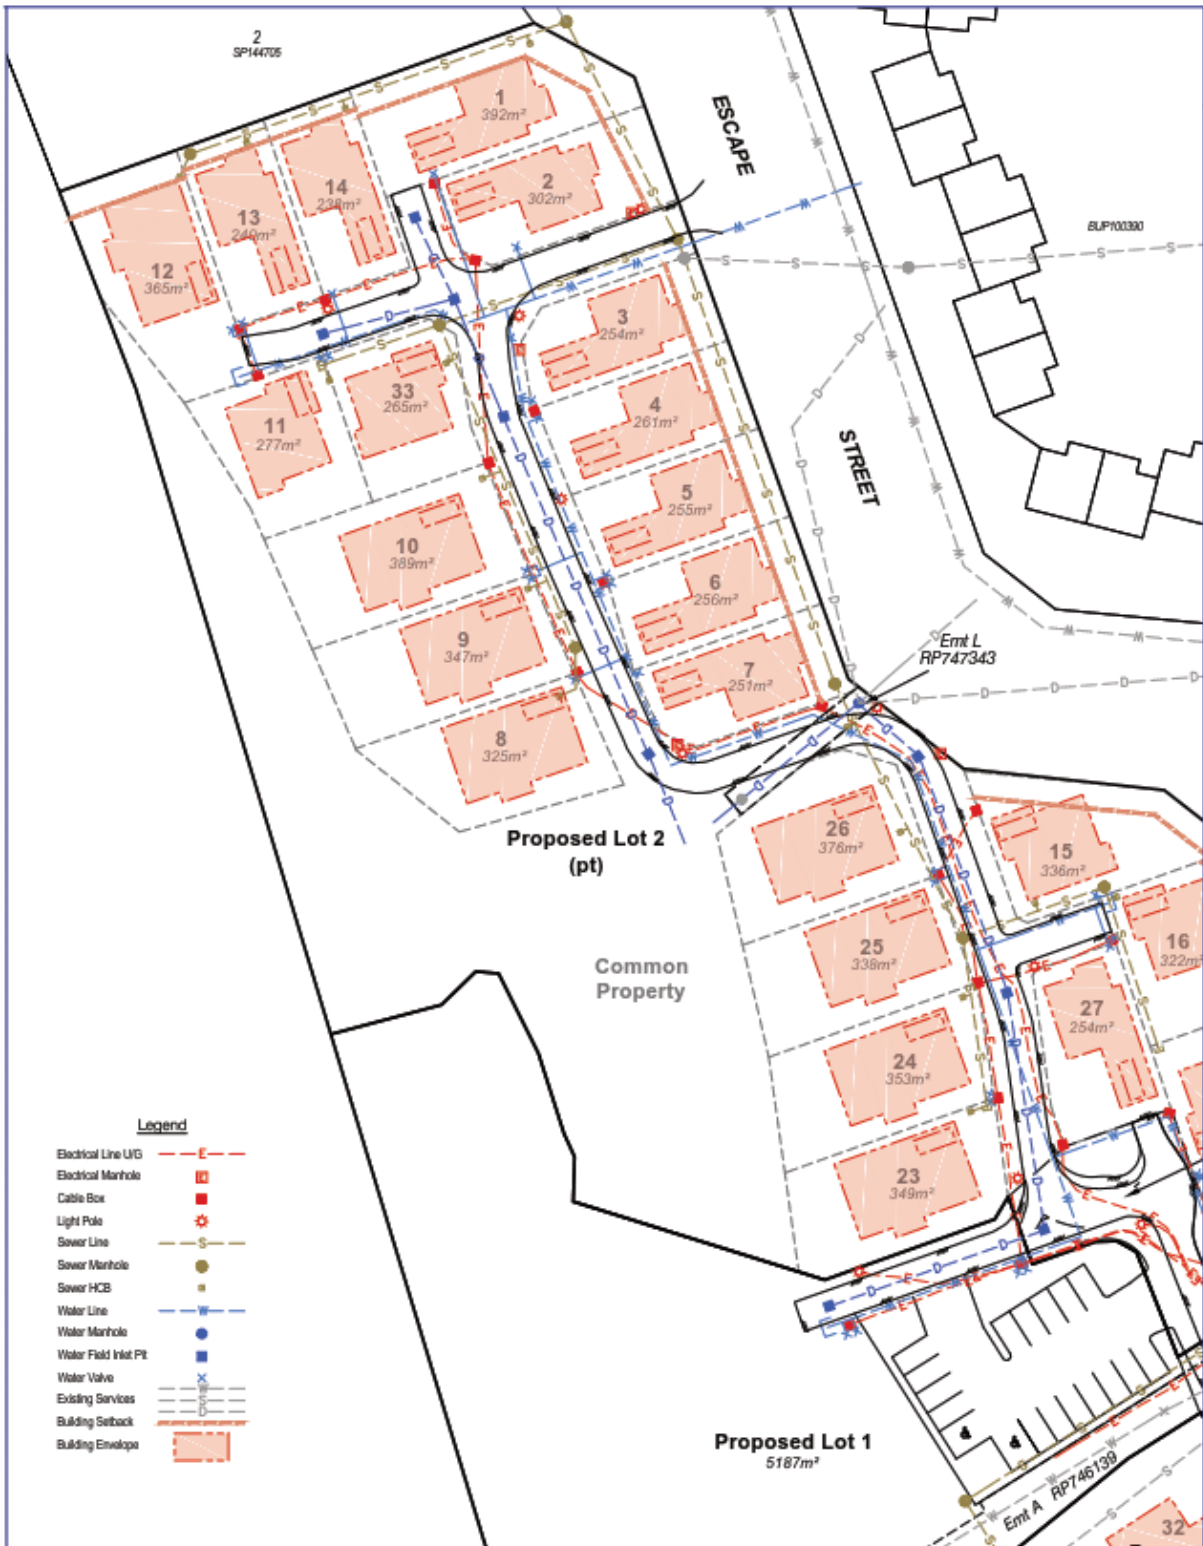 2
SP144705
ESCAPE
STREET
BUP100390
1
392m²
2
302m²
14
238m²
13
249m²
12
365m²
3
254m²
33
265m²
11
277m²
4
261m²
5
255m²
10
389m²
6
256m²
9
347m²
7
251m²
8
325m²
Emt L
RP747343
Proposed Lot 2
(pt)
26
376m²
15
336m²
25
338m²
16
322m²
Common
Property
27
254m²
24
353m²
23
349m²
Legend
Electrical Line U/G
Electrical Manhole
Cable Box
Light Pole
Sewer Line
Sewer Manhole
Sewer HCB
Water Line
Water Manhole
Water Field Inlet Pit
Water Valve
Existing Services
Building Setback
Building Envelope
Proposed Lot 1
5187m²
Emt A RP746139
32